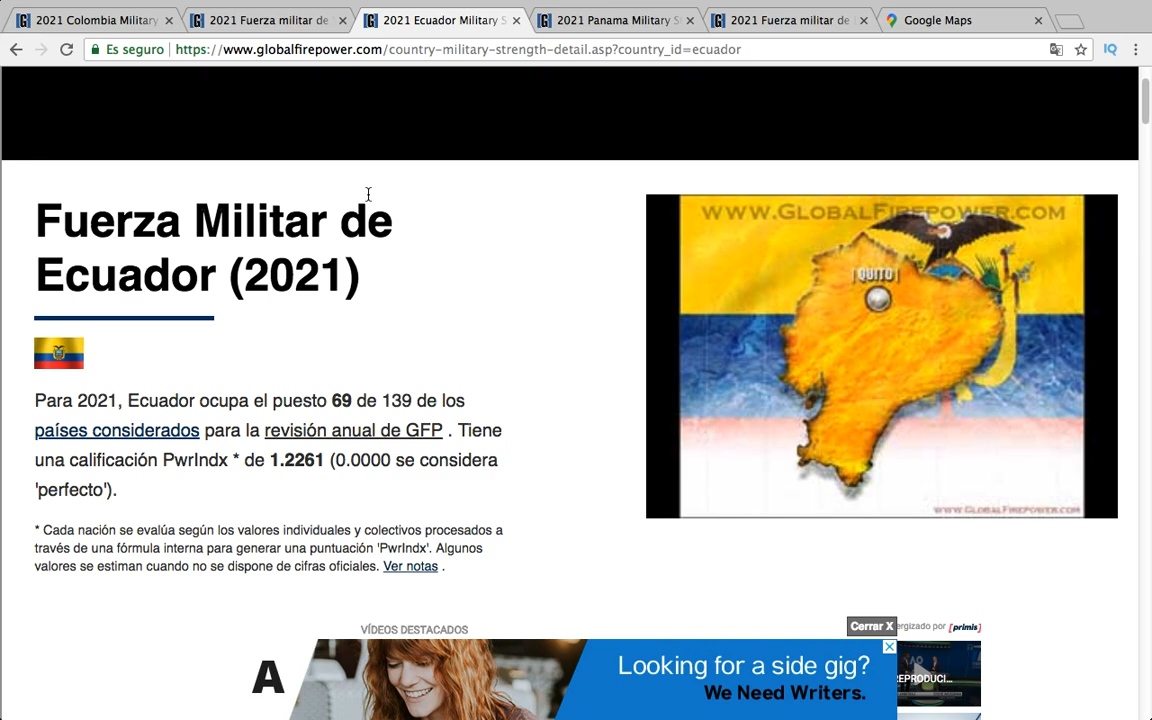 2021 Colombia Military
2021 Fuerza militar de
2021 Ecuador Military S
2021 Panama Military S
2021 Fuerza militar de
Google Maps
Es seguro
https://www.globalfirepower.com/country-military-strength-detail.asp?country_id=ecuador
IQ
Fuerza Militar de
Ecuador (2021)
WWW.GLOBALFIREPOWER.COM
QUITO
Para 2021, Ecuador ocupa el puesto 69 de 139 de los
países considerados para la revisión anual de GFP . Tiene
una calificación PwrIndx * de 1.2261 (0.0000 se considera
'perfecto').
WWW.GLOBALFIREPOWER.COM
* Cada nación se evalúa según los valores individuales y colectivos procesados a
través de una fórmula interna para generar una puntuación 'PwrIndx'. Algunos
valores se estiman cuando no se dispone de cifras oficiales. Ver notas .
VÍDEOS DESTACADOS
Cerrar X
ergizado por [primis]
A
Looking for a side gig?
We Need Writers.
REPRODUCI...